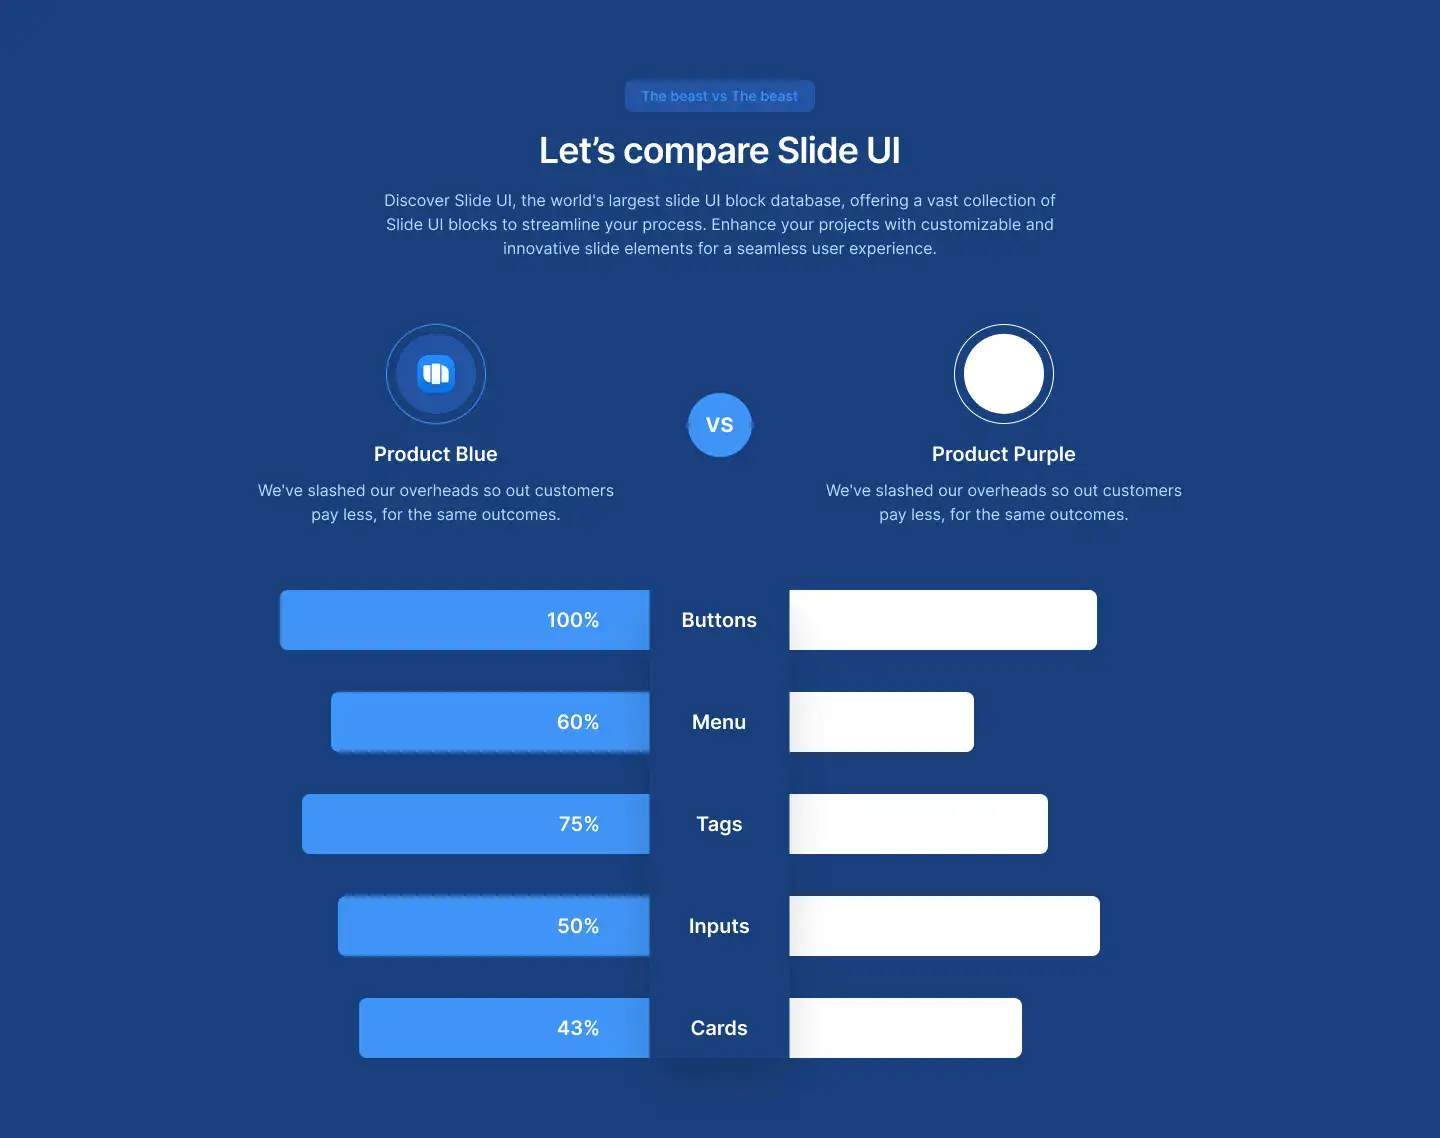 The beast vs The beast
Let’s compare Slide UI
Discover Slide UI, the world's largest slide UI block database, offering a vast collection of
Slide UI blocks to streamline your process. Enhance your projects with customizable and
innovative slide elements for a seamless user experience.
Product Blue
We've slashed our overheads so out customers
pay less, for the same outcomes.
VS
Product Purple
We've slashed our overheads so out customers
pay less, for the same outcomes.
100% Buttons
60% Menu
75% Tags
50% Inputs
43% Cards